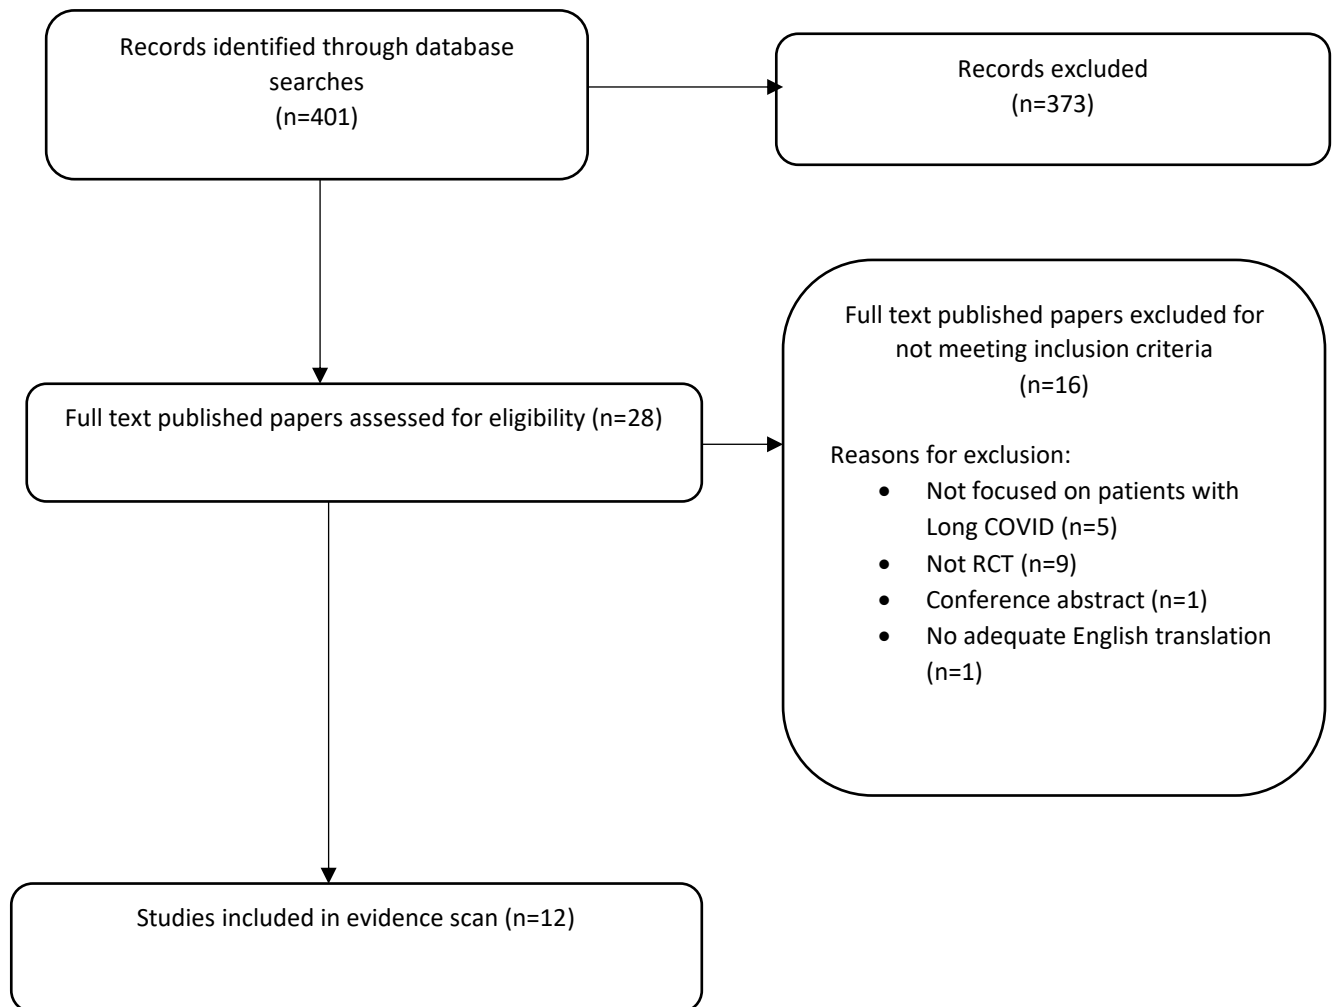 Records identified through database
searches
(n=401)
Records excluded
(n=373)
Full text published papers excluded for
not meeting inclusion criteria
(n=16)
Reasons for exclusion:
• Not focused on patients with
Long COVID (n=5)
• Not RCT (n=9)
• Conference abstract (n=1)
• No adequate English translation
(n=1)
Full text published papers assessed for eligibility (n=28)
Studies included in evidence scan (n=12)